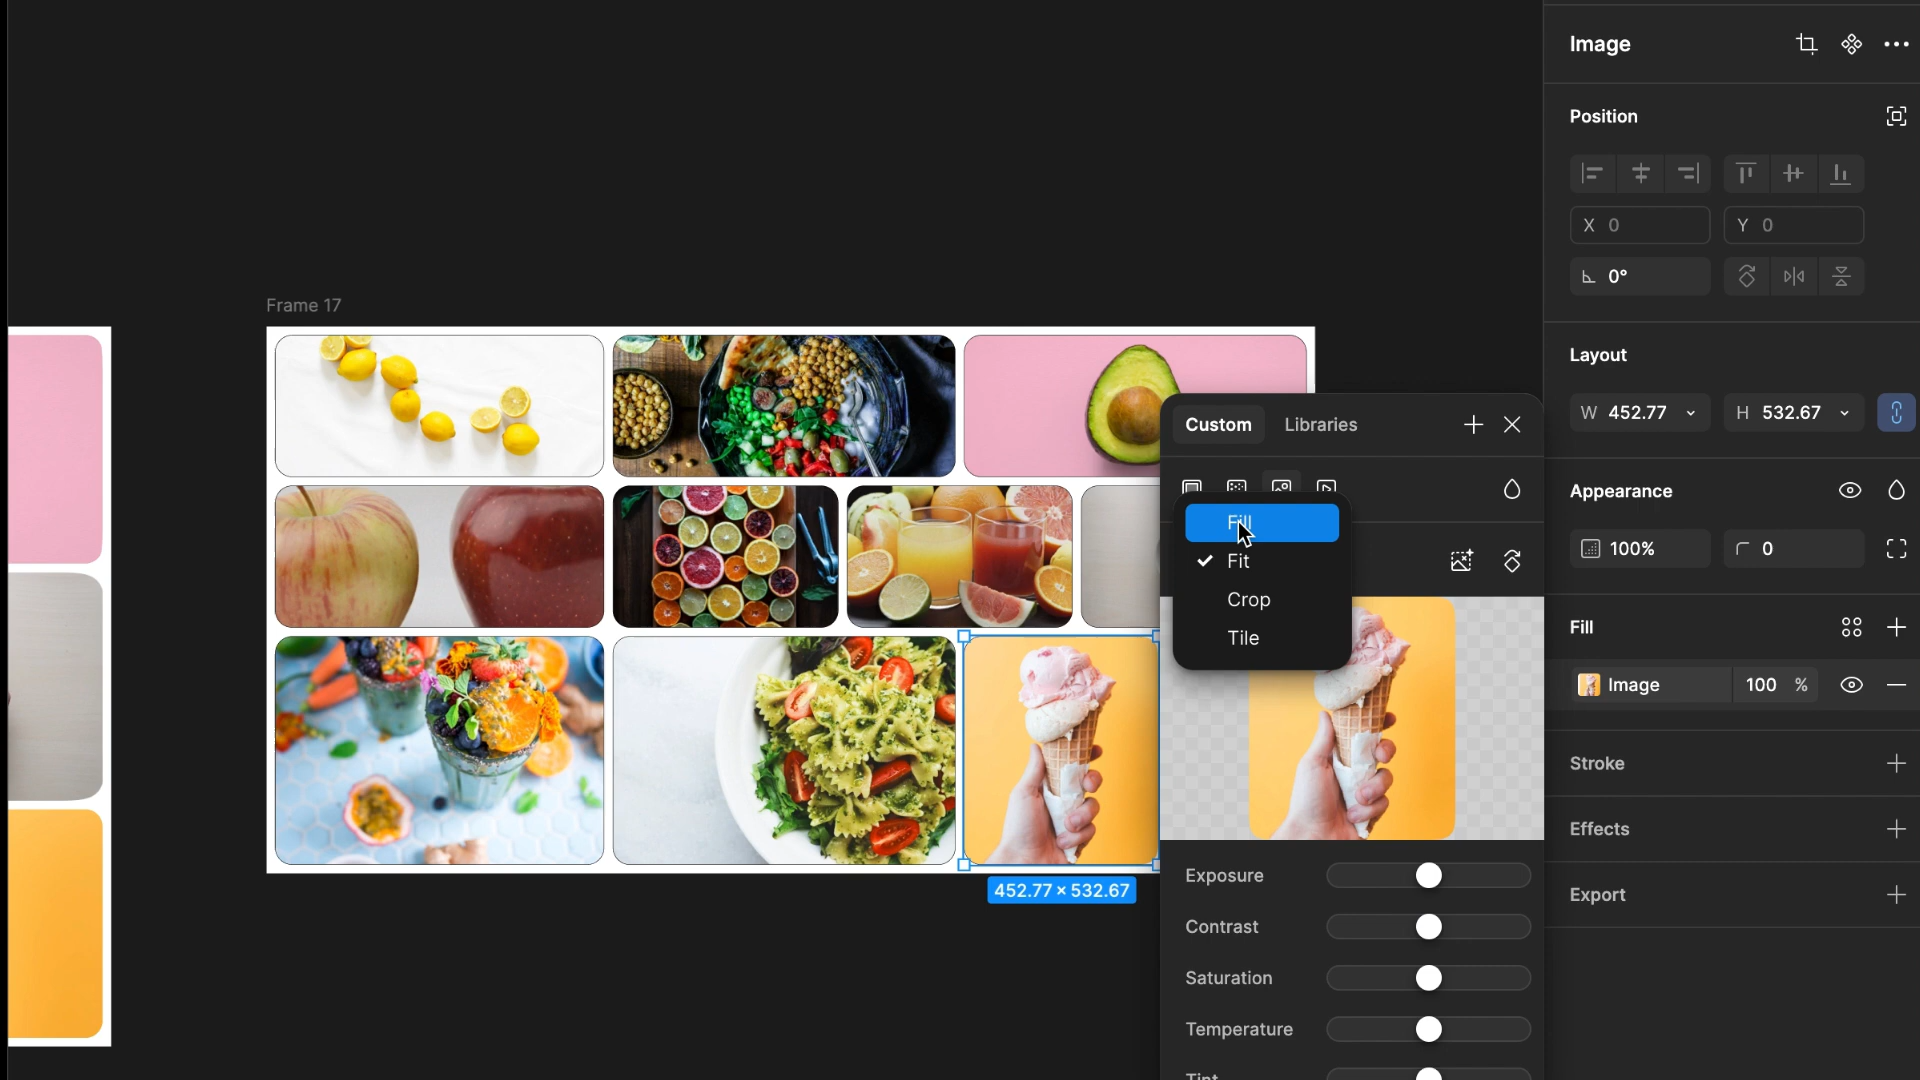 Image
Position
X 0
Y 0
0°
Frame 17
Layout
W 452.77
H 532.67
Custom
Libraries
Appearance
Fill
Fit
100%
0
Crop
Fill
Tile
Image
100 %
Stroke
Effects
Exposure
452.77 × 532.67
Export
Contrast
Saturation
Temperature
Tint